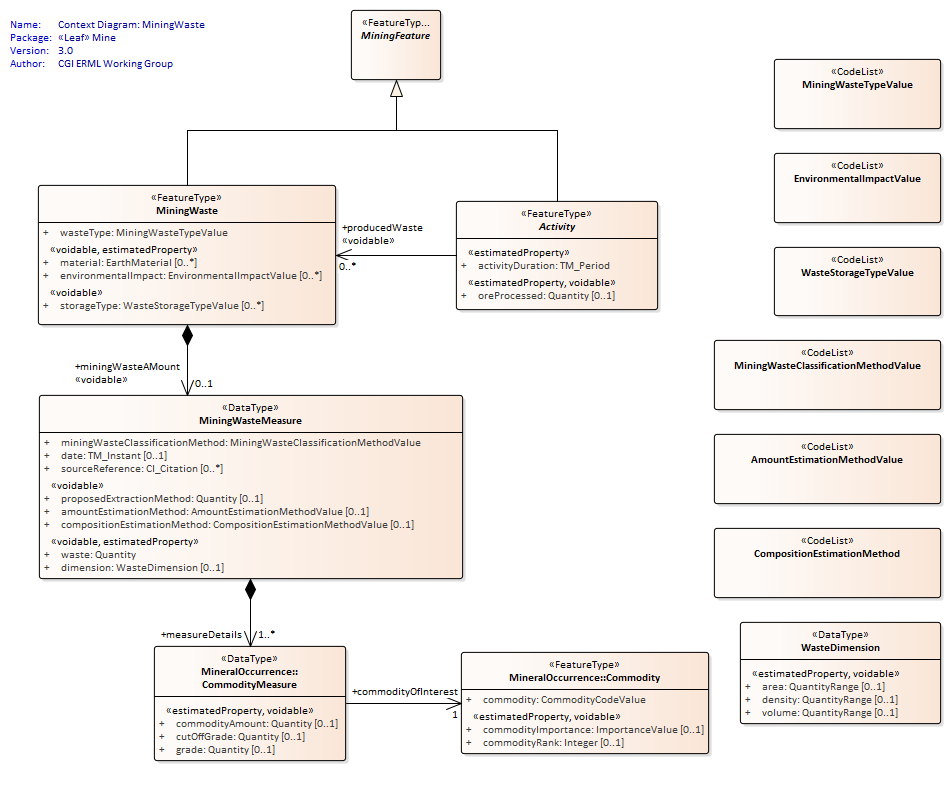 Name: Context Diagram: MiningWaste
Package: «Leaf» Mine
Version: 3.0
Author: CGI ERML Working Group
«FeatureTyp...
MiningFeature
«FeatureType»
MiningWaste
+ wasteType: MiningWasteTypeValue
«voidable, estimatedProperty»
+ material: EarthMaterial [0..*]
+ environmentalImpact: EnvironmentalImpactValue [0..*]
«voidable»
+ storageType: WasteStorageTypeValue [0..*]
+producedWaste
«voidable»
0..*
«FeatureType»
Activity
«estimatedProperty»
+ activityDuration: TM_Period
«estimatedProperty, voidable»
+ oreProcessed: Quantity [0..1]
+miningWasteAMount
«voidable»
0..1
«DataType»
MiningWasteMeasure
+ miningWasteClassificationMethod: MiningWasteClassificationMethodValue
+ date: TM_Instant [0..1]
+ sourceReference: CI_Citation [0..*]
«voidable»
+ proposedExtractionMethod: Quantity [0..1]
+ amountEstimationMethod: AmountEstimationMethodValue [0..1]
+ compositionEstimationMethod: CompositionEstimationMethodValue [0..1]
«voidable, estimatedProperty»
+ waste: Quantity
+ dimension: WasteDimension [0..1]
+measureDetails
1..*
«DataType»
MineralOccurrence::
CommodityMeasure
«estimatedProperty, voidable»
+ commodityAmount: Quantity [0..1]
+ cutOffGrade: Quantity [0..1]
+ grade: Quantity [0..1]
+commodityOfInterest
1
«FeatureType»
MineralOccurrence::Commodity
+ commodity: CommodityCodeValue
«estimatedProperty, voidable»
+ commodityImportance: ImportanceValue [0..1]
+ commodityRank: Integer [0..1]
«CodeList»
MiningWasteTypeValue
«CodeList»
EnvironmentalImpactValue
«CodeList»
WasteStorageTypeValue
«CodeList»
MiningWasteClassificationMethodValue
«CodeList»
AmountEstimationMethodValue
«CodeList»
CompositionEstimationMethod
«DataType»
WasteDimension
«estimatedProperty, voidable»
+ area: QuantityRange [0..1]
+ density: QuantityRange [0..1]
+ volume: QuantityRange [0..1]